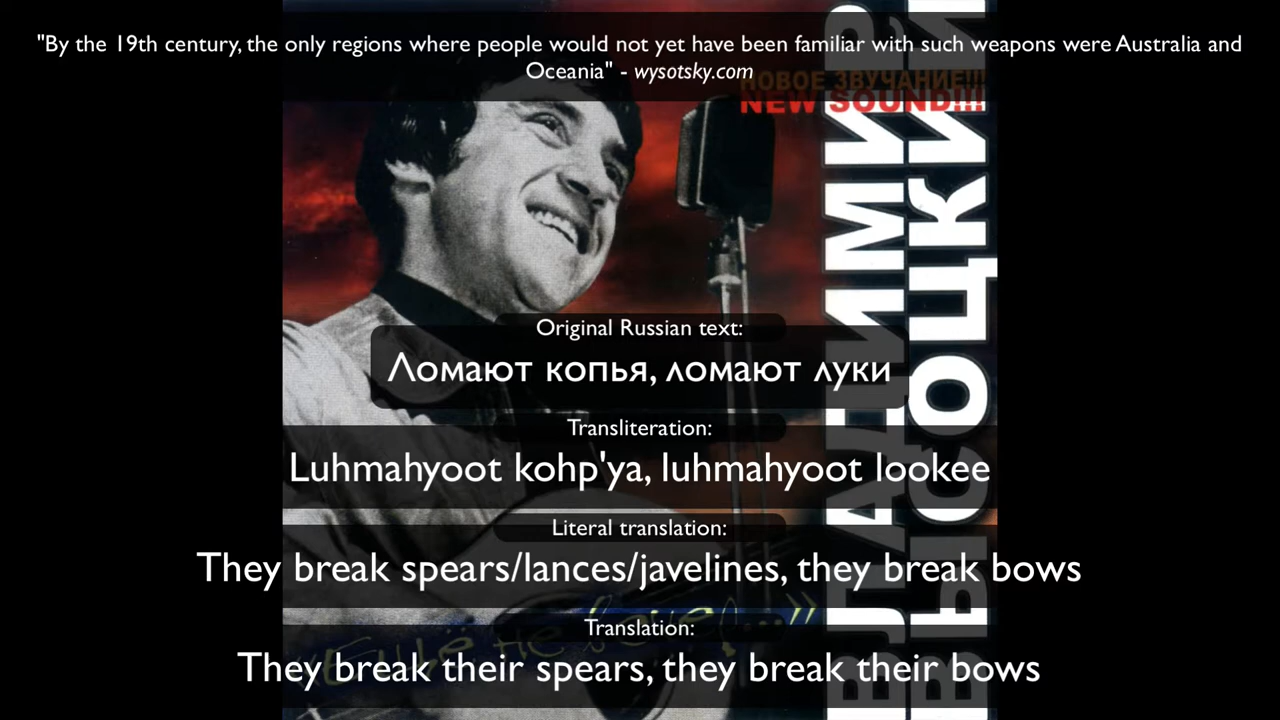 "By the 19th century, the only regions where people would not yet have been familiar with such weapons were Australia and
Oceania" - wysotsky.com
НОВОЕ ЗВУЧАНИЕ!!!
NEW SOUND!!!
ВЛАДИМИР
ВЫСОЦКИЙ
Original Russian text:
Ломают копья, ломают луки
Transliteration:
Luhmahyoot kohp'ya, luhmahyoot lookee
Literal translation:
They break spears/lances/javelines, they break bows
Ещё не вечер..."
Translation:
They break their spears, they break their bows